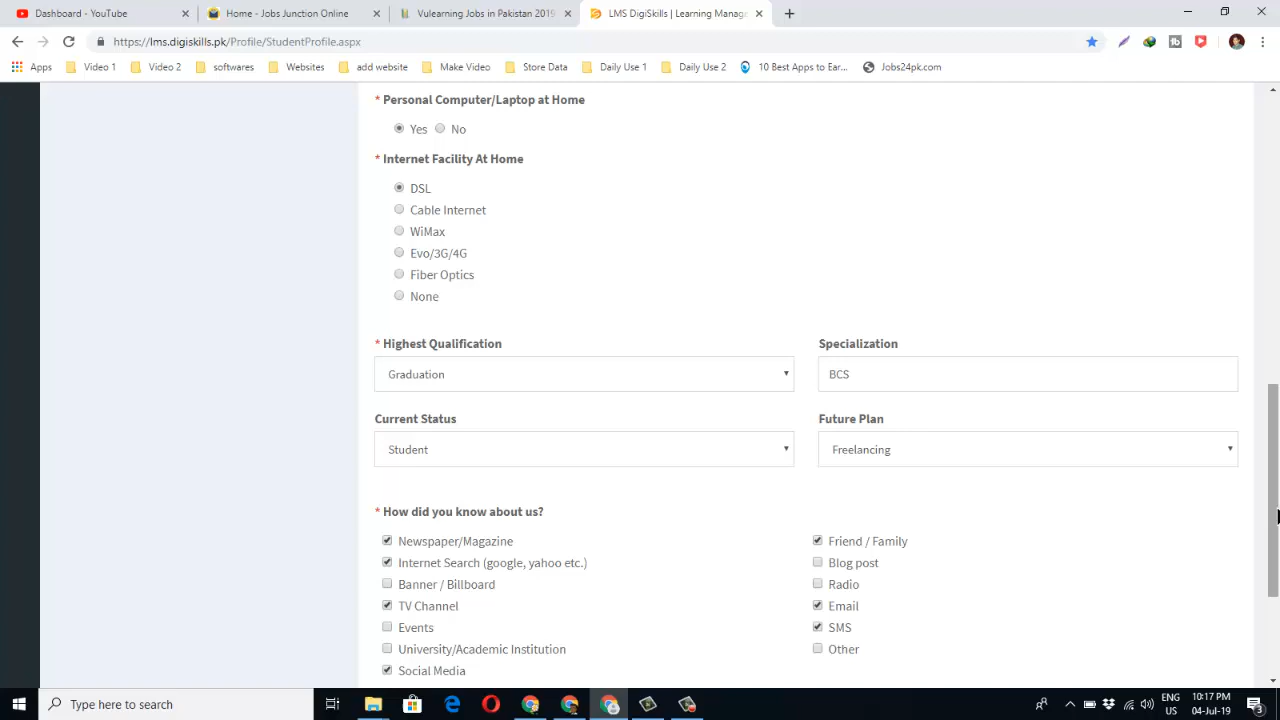 Dashboard - YouTube
Home - Jobs Junction Online
Vulearning Jobs in Pakistan 2019
LMS DigiSkills | Learning Manage
https://lms.digiskills.pk/Profile/StudentProfile.aspx
Apps Video 1 Video 2 softwares Websites add website Make Video Store Data Daily Use 1 Daily Use 2 10 Best Apps to Ear... Jobs24pk.com
* Personal Computer/Laptop at Home
Yes No
* Internet Facility At Home
DSL
Cable Internet
WiMax
Evo/3G/4G
Fiber Optics
None
* Highest Qualification
Specialization
Graduation
BCS
Current Status
Future Plan
Student
Freelancing
* How did you know about us?
Newspaper/Magazine
Friend / Family
Internet Search (google, yahoo etc.)
Blog post
Banner / Billboard
Radio
TV Channel
Email
Events
SMS
University/Academic Institution
Other
Social Media
Type here to search
ENG
US
10:17 PM
04-Jul-19
3